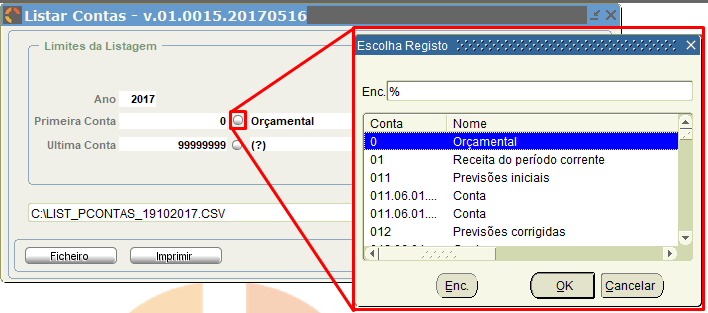 Listar Contas - v.01.0015.20170516
Limites da Listagem
Ano 2017
Primeira Conta 0 Orçamental
Ultima Conta 99999999 (?)
C:\LIST_PCONTAS_19102017.CSV
Ficheiro Imprimir
Escolha Registo
Enc. %
Conta Nome
0 Orçamental
01 Receita do período corrente
011 Previsões iniciais
011.06.01.... Conta
011.06.01.... Conta
012 Previsões corrigidas
Enc. OK Cancelar